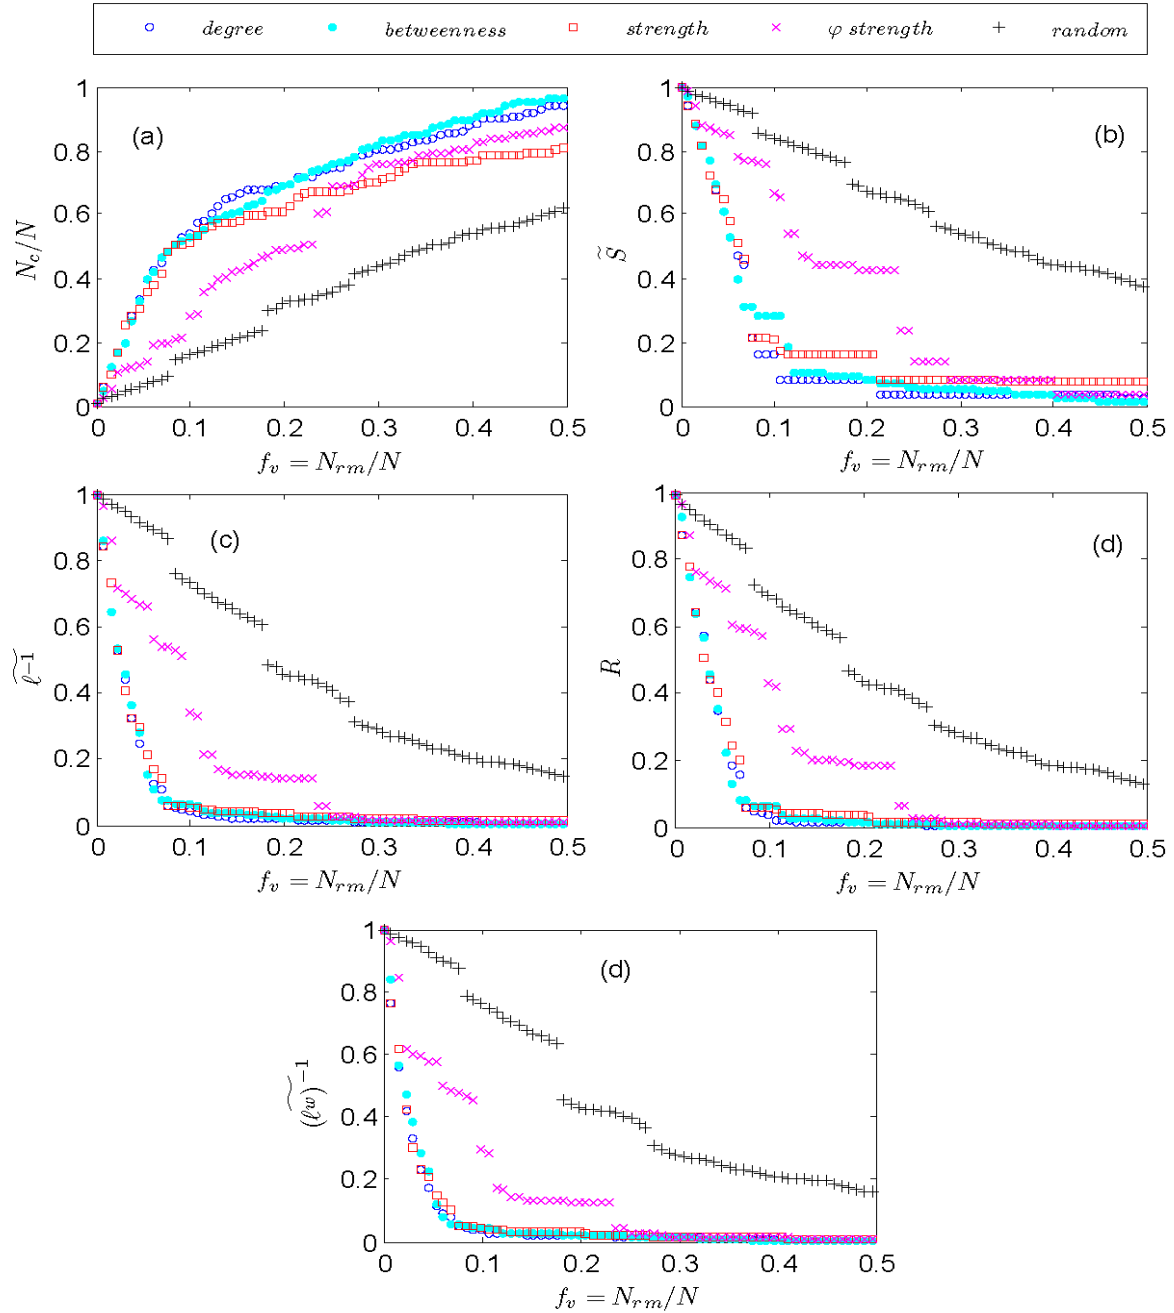 degree betweenness strength φ strength random
1
0.8
0.6
0.4
0.2
0
N_c/N
(a)
0 0.1 0.2 0.3 0.4 0.5
f_v = N_rm/N
1
0.8
0.6
0.4
0.2
0
S̃
(b)
0 0.1 0.2 0.3 0.4 0.5
f_v = N_rm/N
1
0.8
0.6
0.4
0.2
0
ℓ̃⁻¹
(c)
0 0.1 0.2 0.3 0.4 0.5
f_v = N_rm/N
1
0.8
0.6
0.4
0.2
0
R
(d)
0 0.1 0.2 0.3 0.4 0.5
f_v = N_rm/N
1
0.8
0.6
0.4
0.2
0
(ℓ̃ʷ)⁻¹
(d)
0 0.1 0.2 0.3 0.4 0.5
f_v = N_rm/N